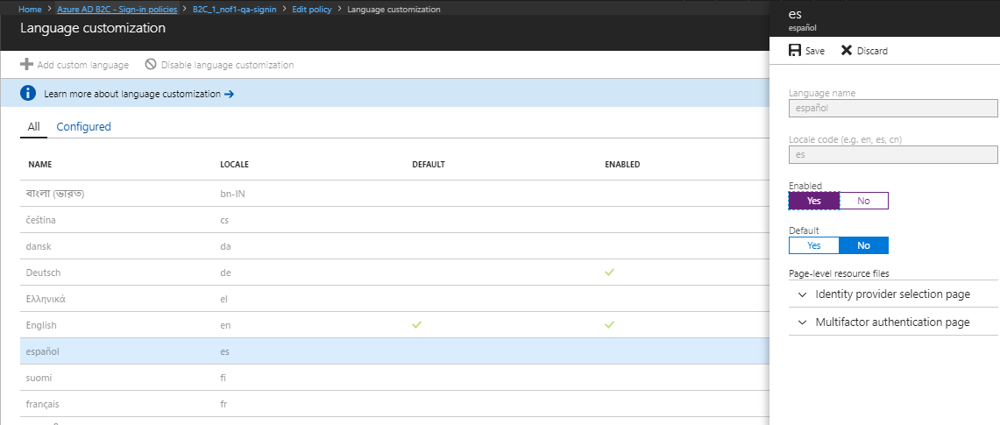 Home > Azure AD B2C - Sign-in policies > B2C_1_nof1-qa-signin > Edit policy > Language customization
Language customization
Add custom language Disable language customization
Learn more about language customization →
All Configured
NAME LOCALE DEFAULT ENABLED
বাংলা (ভারত) bn-IN
čeština cs
dansk da
Deutsch de
Ελληνικά el
English en
español es
suomi fi
français fr
es
español
Save Discard
Language name
español
Locale code (e.g. en, es, cn)
es
Enabled
Yes No
Default
Yes No
Page-level resource files
Identity provider selection page
Multifactor authentication page